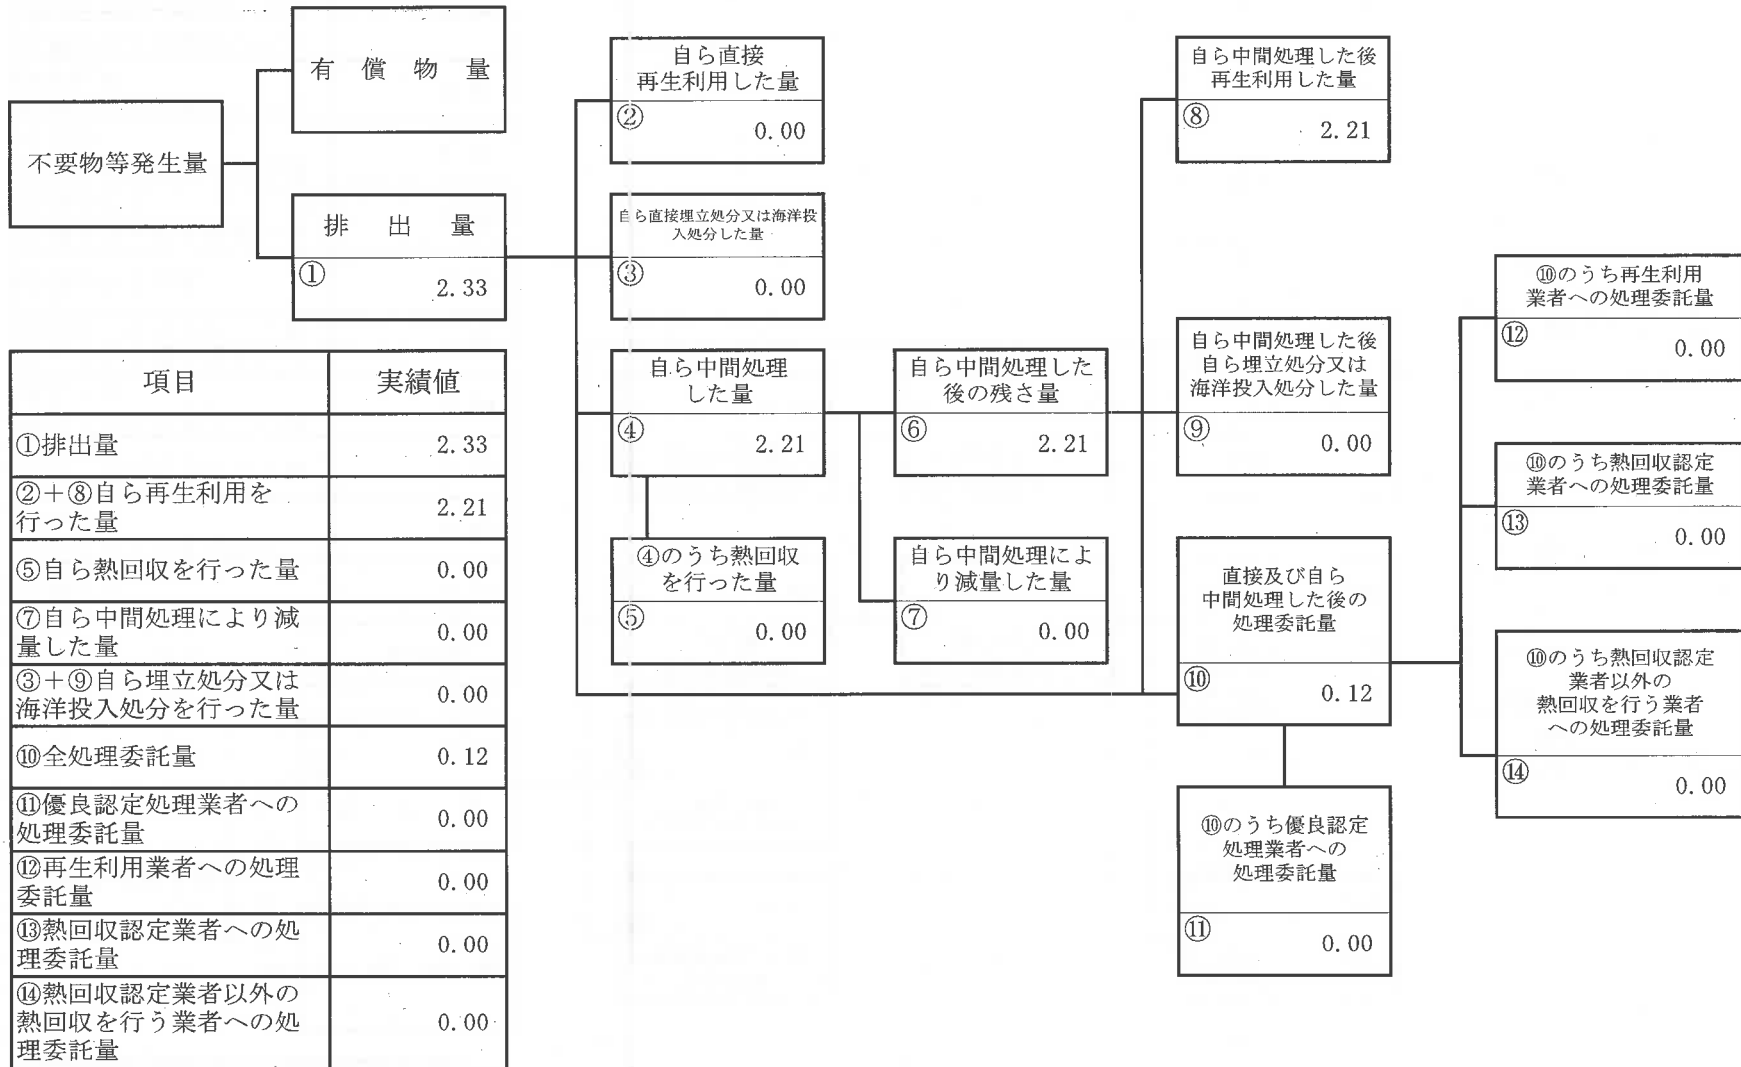 不要物等発生量
有償物量
排出量
①
2.33
自ら直接
再生利用した量
②
0.00
自ら直接埋立処分又は海洋投
入処分した量
③
0.00
自ら中間処理
した量
④
2.21
④のうち熱回収
を行った量
⑤
0.00
自ら中間処理した
後の残さ量
⑥
2.21
自ら中間処理によ
り減量した量
⑦
0.00
自ら中間処理した後
再生利用した量
⑧
2.21
自ら中間処理した後
自ら埋立処分又は
海洋投入処分した量
⑨
0.00
直接及び自ら
中間処理した後の
処理委託量
⑩
0.12
⑩のうち優良認定
処理業者への
処理委託量
⑪
0.00
⑩のうち再生利用
業者への処理委託量
⑫
0.00
⑩のうち熱回収認定
業者への処理委託量
⑬
0.00
⑩のうち熱回収認定
業者以外の
熱回収を行う業者
への処理委託量
⑭
0.00
項目 実績値
①排出量 2.33
②+⑧自ら再生利用を
行った量 2.21
⑤自ら熱回収を行った量 0.00
⑦自ら中間処理により減
量した量 0.00
③+⑨自ら埋立処分又は
海洋投入処分を行った量 0.00
⑩全処理委託量 0.12
⑪優良認定処理業者への
処理委託量 0.00
⑫再生利用業者への処理
委託量 0.00
⑬熱回収認定業者への処
理委託量 0.00
⑭熱回収認定業者以外の
熱回収を行う業者への処
理委託量 0.00